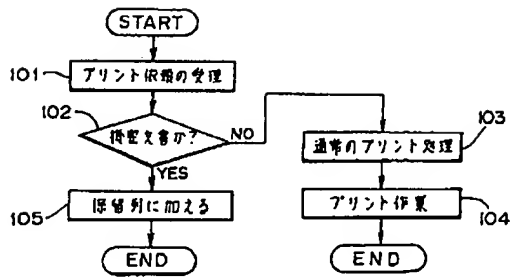 START
101
プリント依頼の受理
102
機密文書か?
NO
YES
103
通常のプリント処理
105
保留列に加える
プリント作業
104
END
END